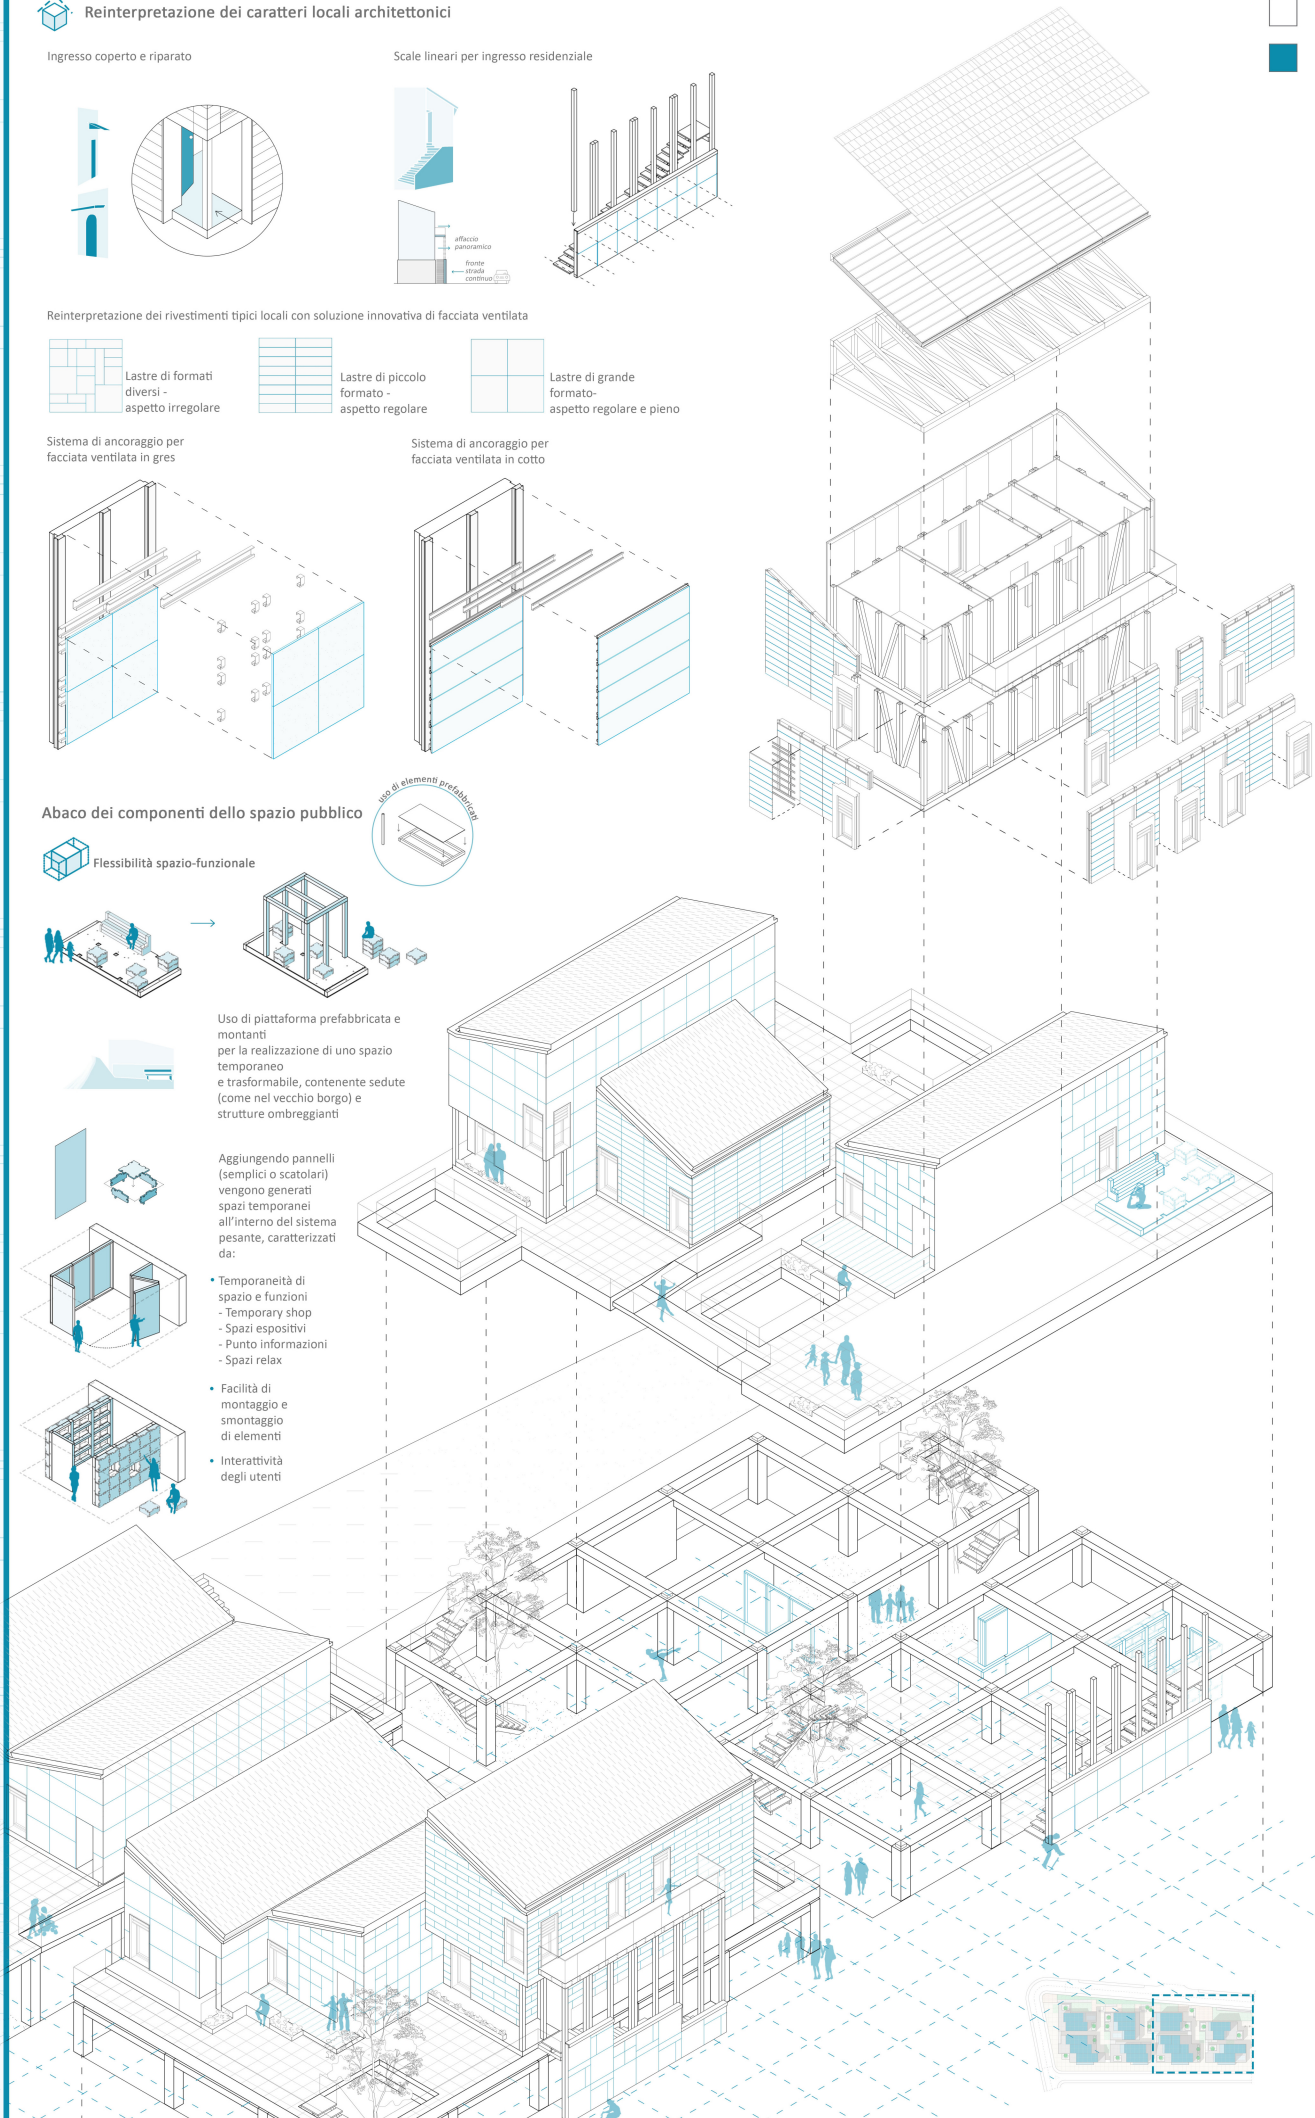 Reinterpretazione dei caratteri locali architettonici
Ingresso coperto e riparato
Scale lineari per ingresso residenziale
affaccio
panoramico
fronte
strada
continuo
Reinterpretazione dei rivestimenti tipici locali con soluzione innovativa di facciata ventilata
Lastre di formati
diversi -
aspetto irregolare
Lastre di piccolo
formato -
aspetto regolare
Lastre di grande
formato-
aspetto regolare e pieno
Sistema di ancoraggio per
facciata ventilata in gres
Sistema di ancoraggio per
facciata ventilata in cotto
Abaco dei componenti dello spazio pubblico
uso di elementi prefabbricati
Flessibilità spazio-funzionale
Uso di piattaforma prefabbricata e
montanti
per la realizzazione di uno spazio
temporaneo
e trasformabile, contenente sedute
(come nel vecchio borgo) e
strutture ombreggianti
Aggiungendo pannelli
(semplici o scatolari)
vengono generati
spazi temporanei
all'interno del sistema
pesante, caratterizzati
da:
• Temporaneità di
spazio e funzioni
- Temporary shop
- Spazi espositivi
- Punto informazioni
- Spazi relax
• Facilità di
montaggio e
smontaggio
di elementi
• Interattività
degli utenti